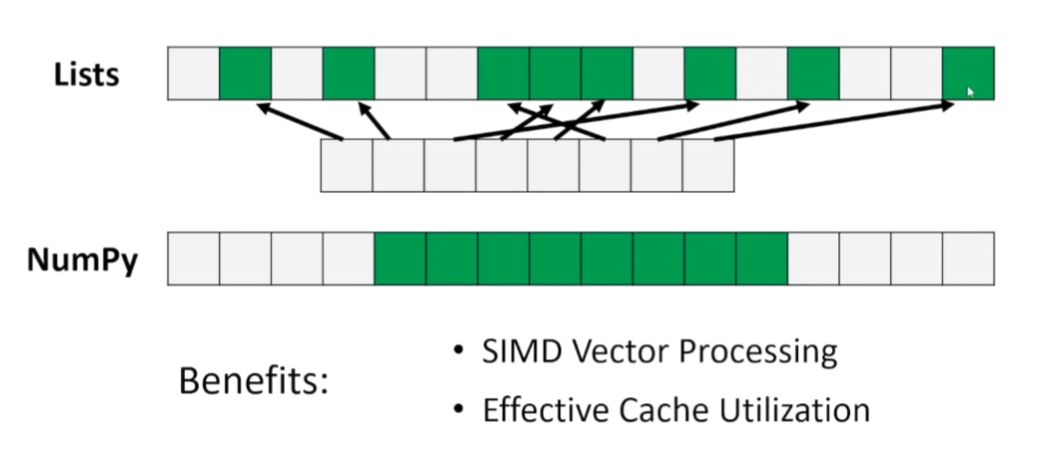 Lists
NumPy
Benefits:
• SIMD Vector Processing
• Effective Cache Utilization